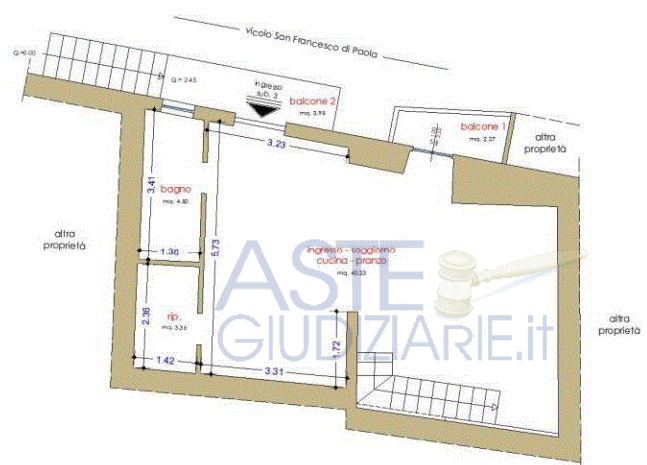 vicolo San Francesco di Paola
Q.=0.00
Q.= 2.45
ingresso
sub. 3
balcone 2
mq. 3.95
balcone 1
mq. 2.27
altra
proprietà
3.23
3.41
bagno
mq. 4.80
5.73
1.36
altra
proprietà
ingresso - soggiorno
cucina - pranzo
mq. 40.23
ASTE
GIUDIZIARIE.it
rip.
mq. 3.36
2.36
1.72
1.42
3.31
altra
proprietà